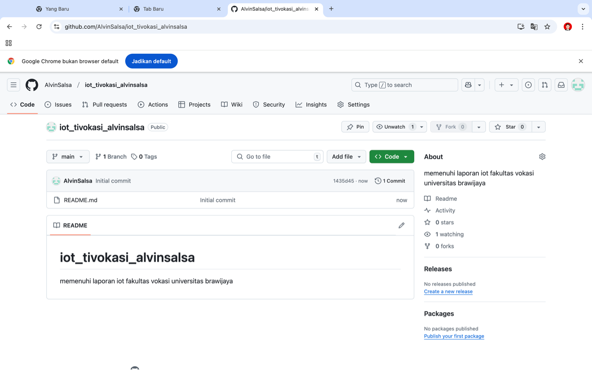 Yang Baru
Tab Baru
AlvinSalsa/iot_tivokasi_alvins
github.com/AlvinSalsa/iot_tivokasi_alvinsalsa
Google Chrome bukan browser default
Jadikan default
AlvinSalsa / iot_tivokasi_alvinsalsa
Type / to search
Code
Issues
Pull requests
Actions
Projects
Wiki
Security
Insights
Settings
iot_tivokasi_alvinsalsa Public
Pin
Unwatch 1
Fork 0
Star 0
main
1 Branch
0 Tags
Go to file t
Add file
Code
AlvinSalsa Initial commit
1435d45 · now
1 Commit
README.md Initial commit now
README
iot_tivokasi_alvinsalsa
memenuhi laporan iot fakultas vokasi universitas brawijaya
About
memenuhi laporan iot fakultas vokasi
universitas brawijaya
Readme
Activity
0 stars
1 watching
0 forks
Releases
No releases published
Create a new release
Packages
No packages published
Publish your first package